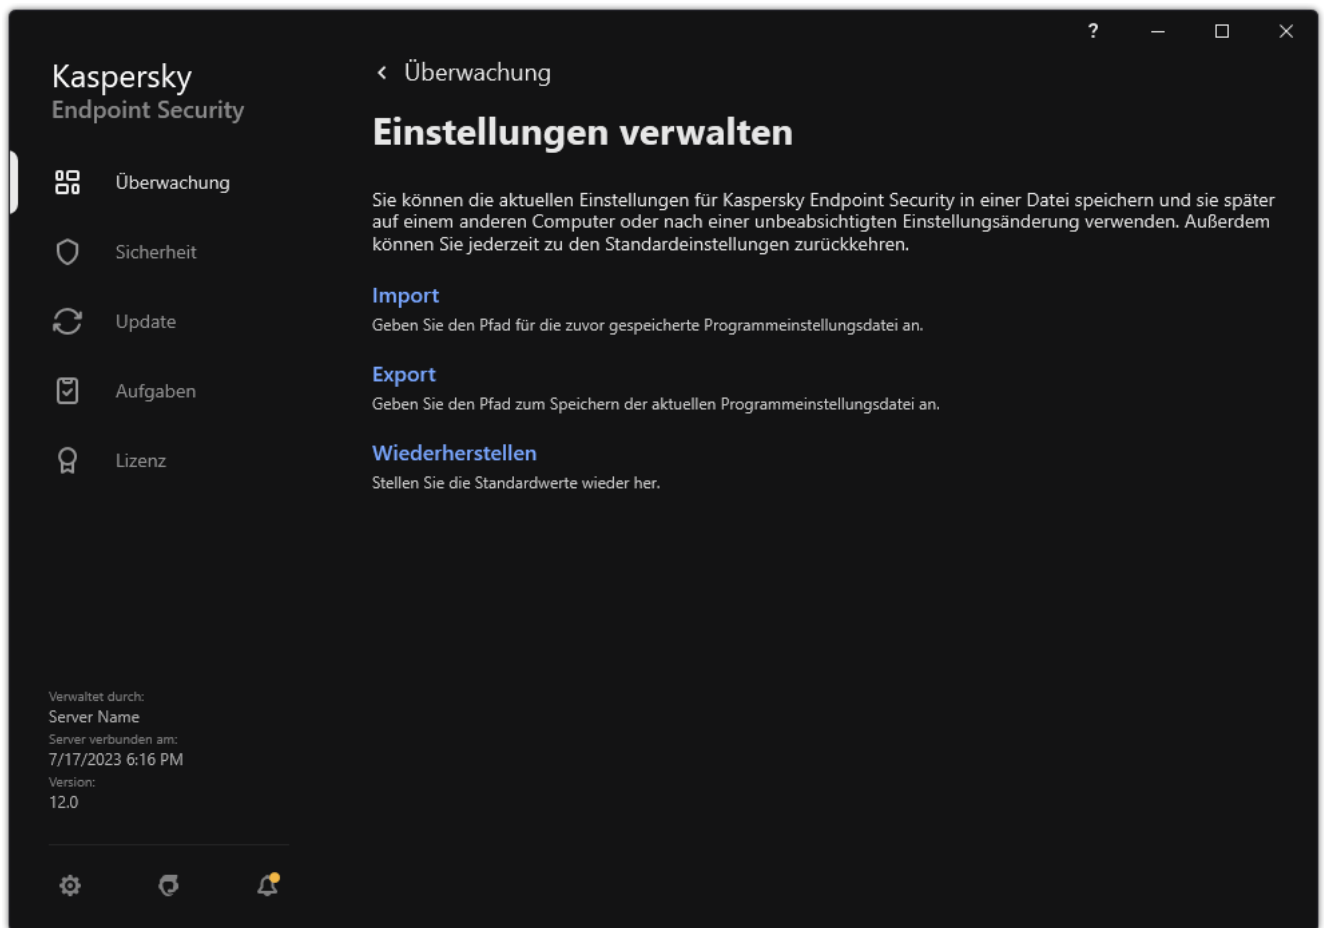 ?
Kaspersky
Endpoint Security
Überwachung
Sicherheit
Update
Aufgaben
Lizenz
Verwaltet durch:
Server Name
Server verbunden am:
7/17/2023 6:16 PM
Version:
12.0
Überwachung
Einstellungen verwalten
Sie können die aktuellen Einstellungen für Kaspersky Endpoint Security in einer Datei speichern und sie später
auf einem anderen Computer oder nach einer unbeabsichtigten Einstellungsänderung verwenden. Außerdem
können Sie jederzeit zu den Standardeinstellungen zurückkehren.
Import
Geben Sie den Pfad für die zuvor gespeicherte Programmeinstellungsdatei an.
Export
Geben Sie den Pfad zum Speichern der aktuellen Programmeinstellungsdatei an.
Wiederherstellen
Stellen Sie die Standardwerte wieder her.